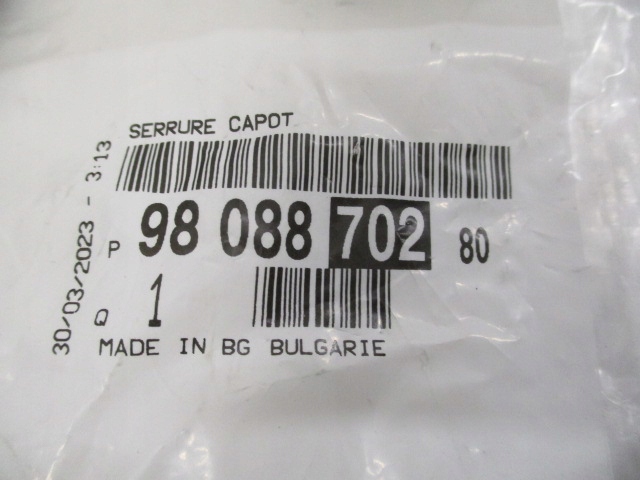 SERRURE CAPOT
P 98 088 702 80
Q 1
MADE IN BG BULGARIE
30/03/2023 - 3:13